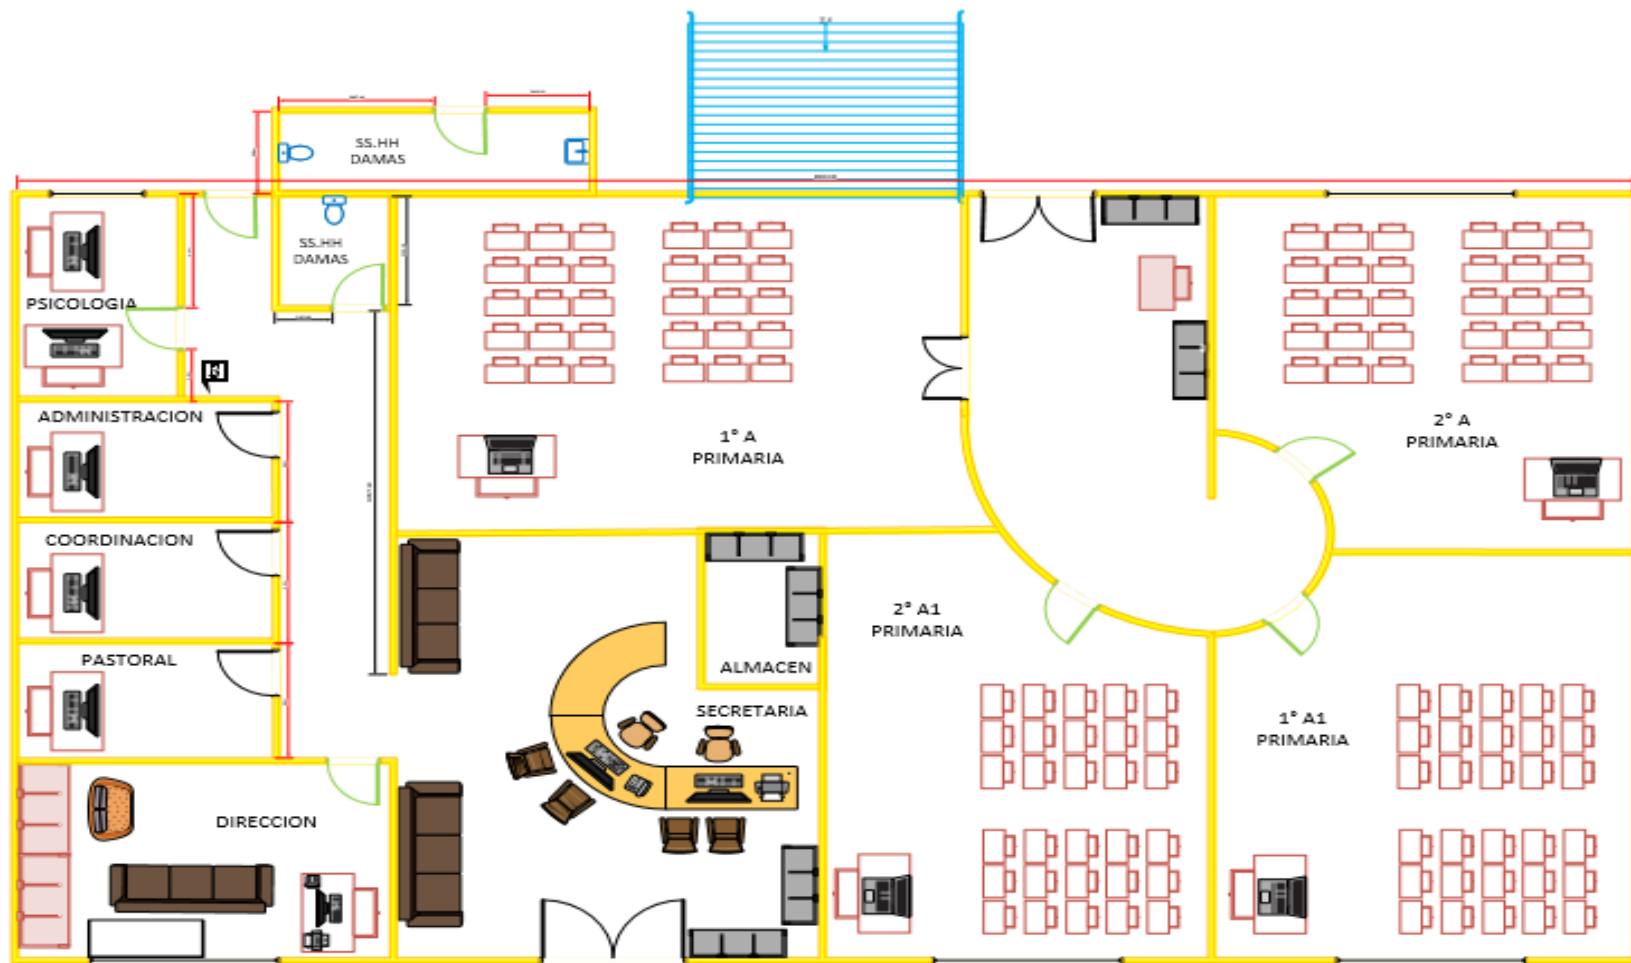 SS.HH
DAMAS
SS.HH
DAMAS
PSICOLOGIA
ADMINISTRACION
1° A
PRIMARIA
2° A
PRIMARIA
COORDINACION
2° A1
PRIMARIA
PASTORAL
ALMACEN
SECRETARIA
1° A1
PRIMARIA
DIRECCION